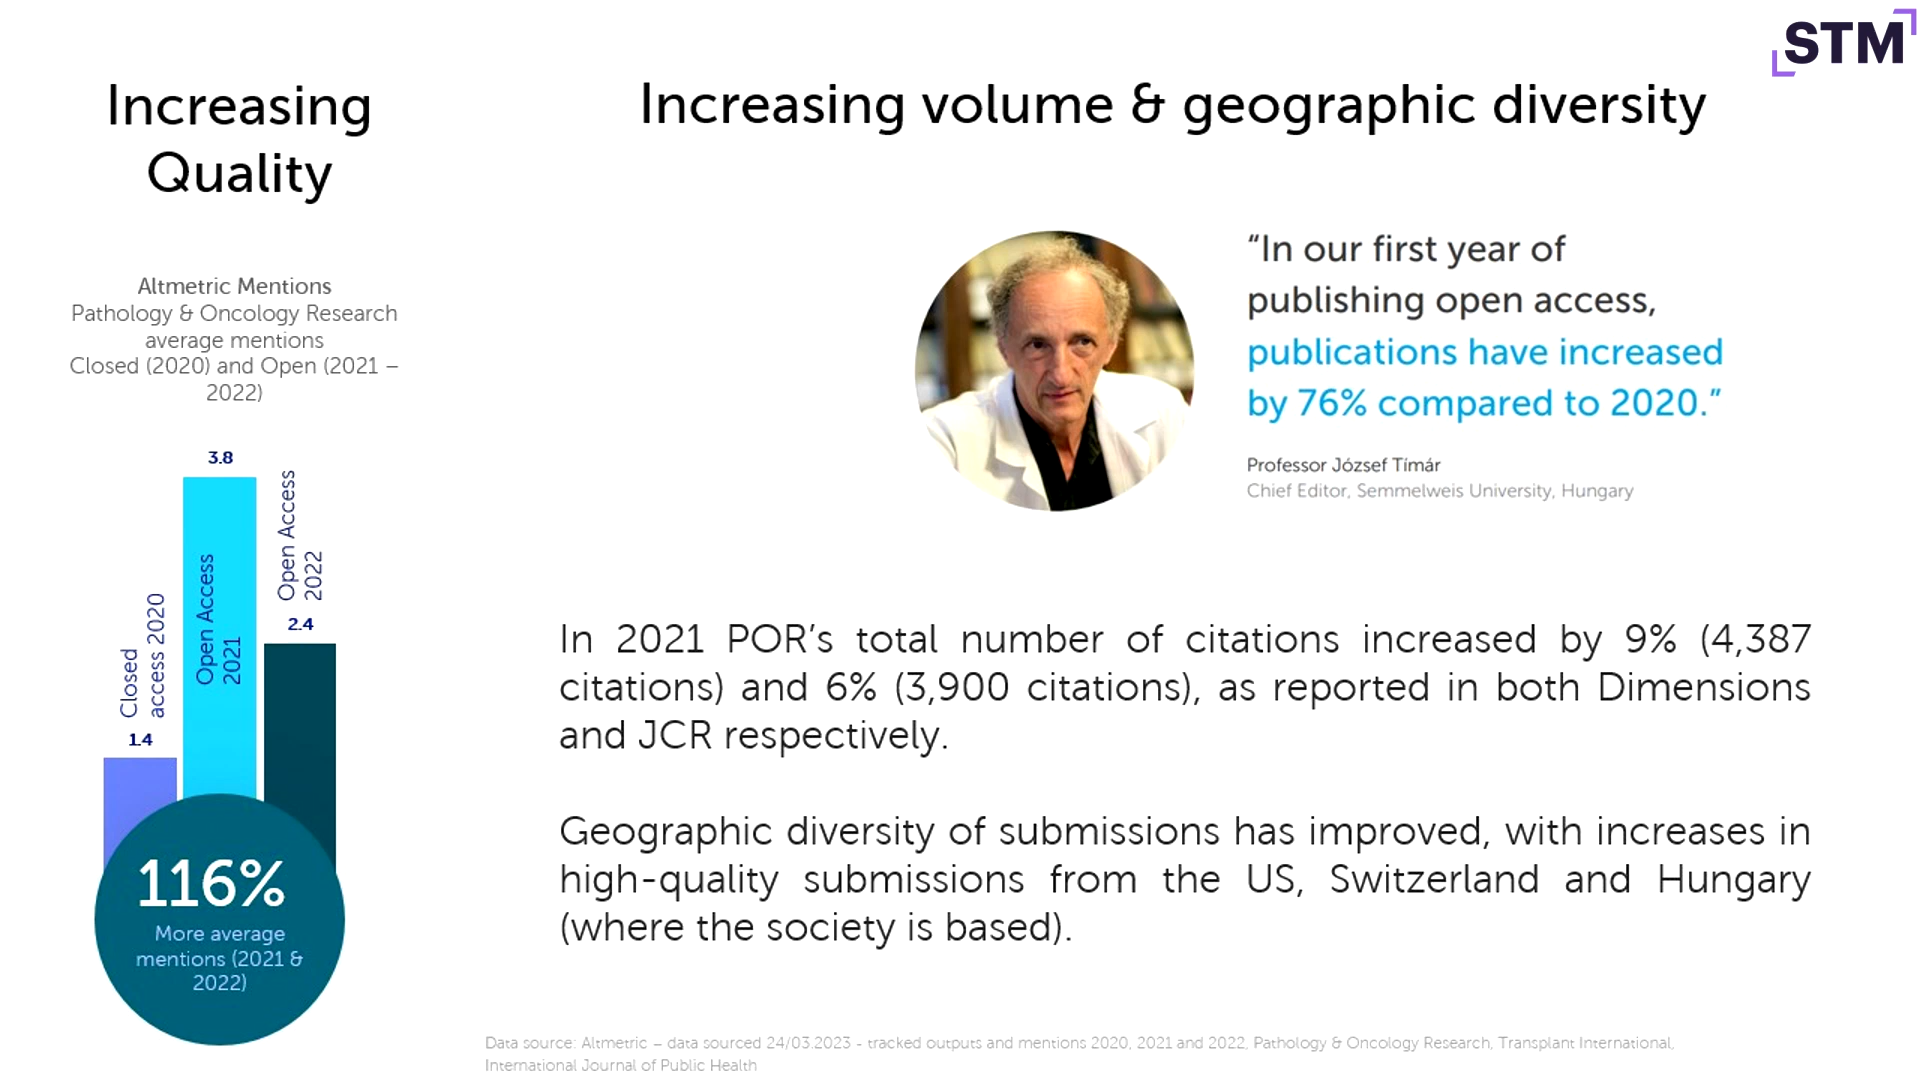 STM
Increasing
Quality
Altmetric Mentions
Pathology & Oncology Research
average mentions
Closed (2020) and Open (2021 –
2022)
3.8
Open Access
2021
Open Access
2022
2.4
Closed
access 2020
1.4
116%
More average
mentions (2021 &
2022)
Increasing volume & geographic diversity
“In our first year of
publishing open access,
publications have increased
by 76% compared to 2020.”
Professor József Tímár
Chief Editor, Semmelweis University, Hungary
In 2021 POR’s total number of citations increased by 9% (4,387
citations) and 6% (3,900 citations), as reported in both Dimensions
and JCR respectively.
Geographic diversity of submissions has improved, with increases in
high-quality submissions from the US, Switzerland and Hungary
(where the society is based).
Data source: Altmetric – data sourced 24/03.2023 - tracked outputs and mentions 2020, 2021 and 2022, Pathology & Oncology Research, Transplant International,
International Journal of Public Health